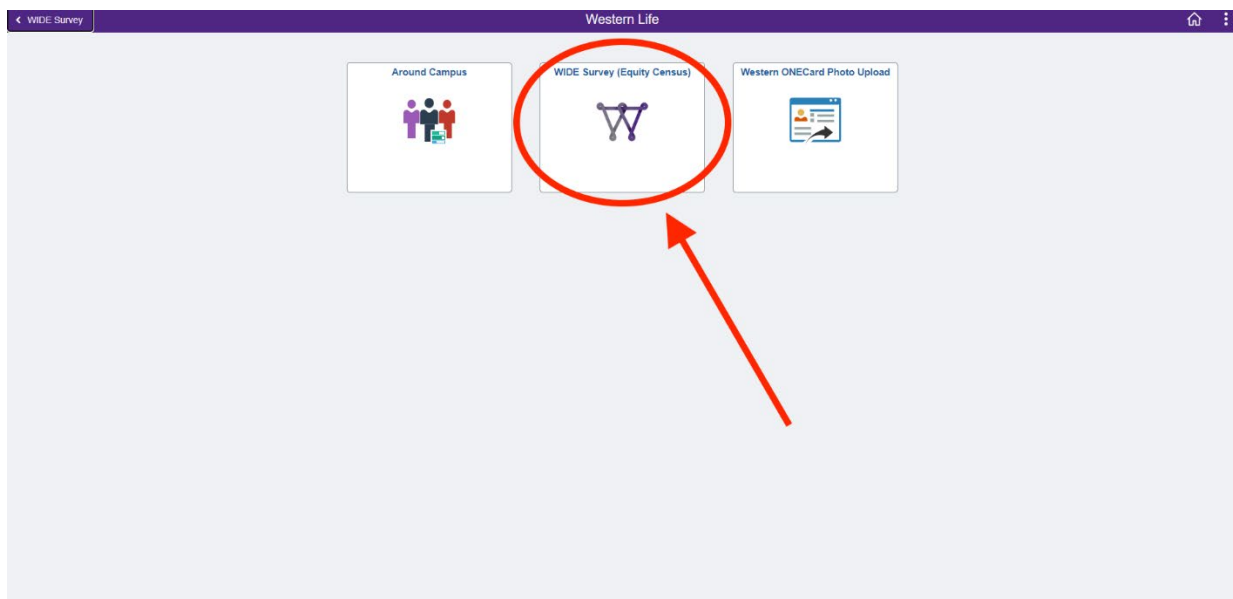 WIDE Survey
Western Life
Around Campus
WIDE Survey (Equity Census)
Western ONECard Photo Upload